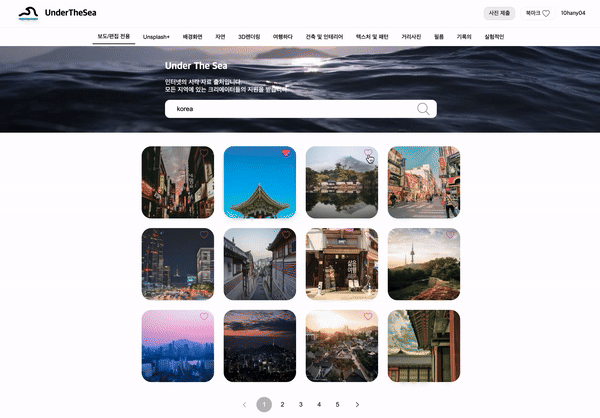 UnderTheSea
사진 제출
북마크
10hany04
보도/편집 전용
Unsplash+
배경화면
자연
3D렌더링
여행하다
건축 및 인테리어
텍스처 및 패턴
거리사진
필름
기록의
실험적인
Under The Sea
인터넷의 시각 자료 출처입니다.
모든 지역에 있는 크리에이터들의 지원을 받습니다.
korea
1 2 3 4 5